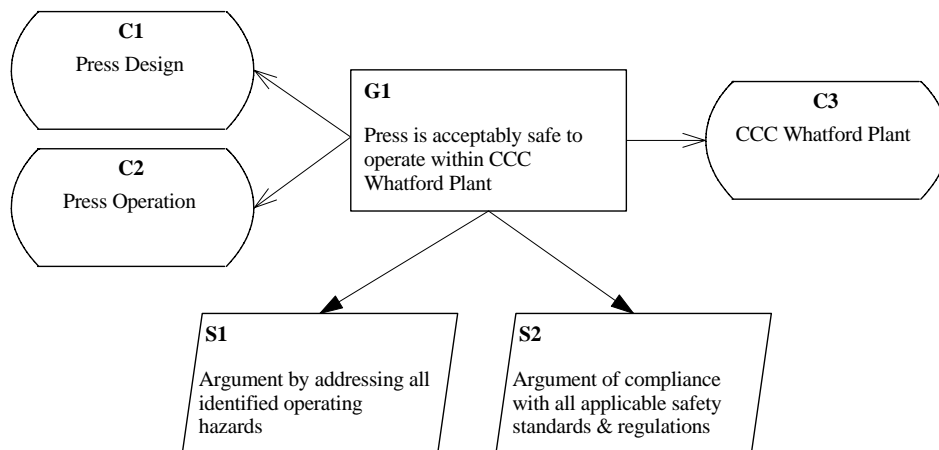 C1
Press Design
G1
Press is acceptably safe to
operate within CCC
Whatford Plant
C3
CCC Whatford Plant
C2
Press Operation
S1
Argument by addressing all
identified operating
hazards
S2
Argument of compliance
with all applicable safety
standards & regulations